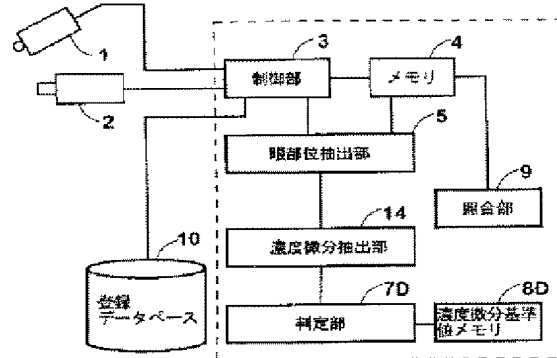 1
3
制御部
4
メモリ
2
5
眼部位抽出部
9
照合部
14
濃度微分抽出部
10
登録
データベース
7D
判定部
8D
濃度微分基準
値メモリ